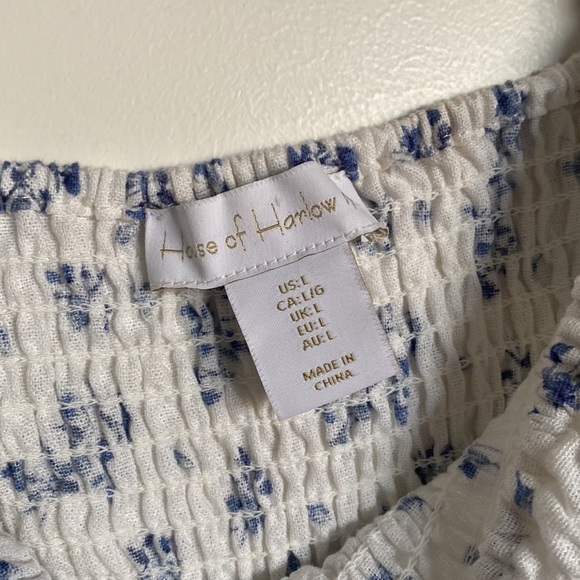 House of Harlow
US:L
CA:L/G
UK:L
EU:L
AU:L
MADE IN
CHINA